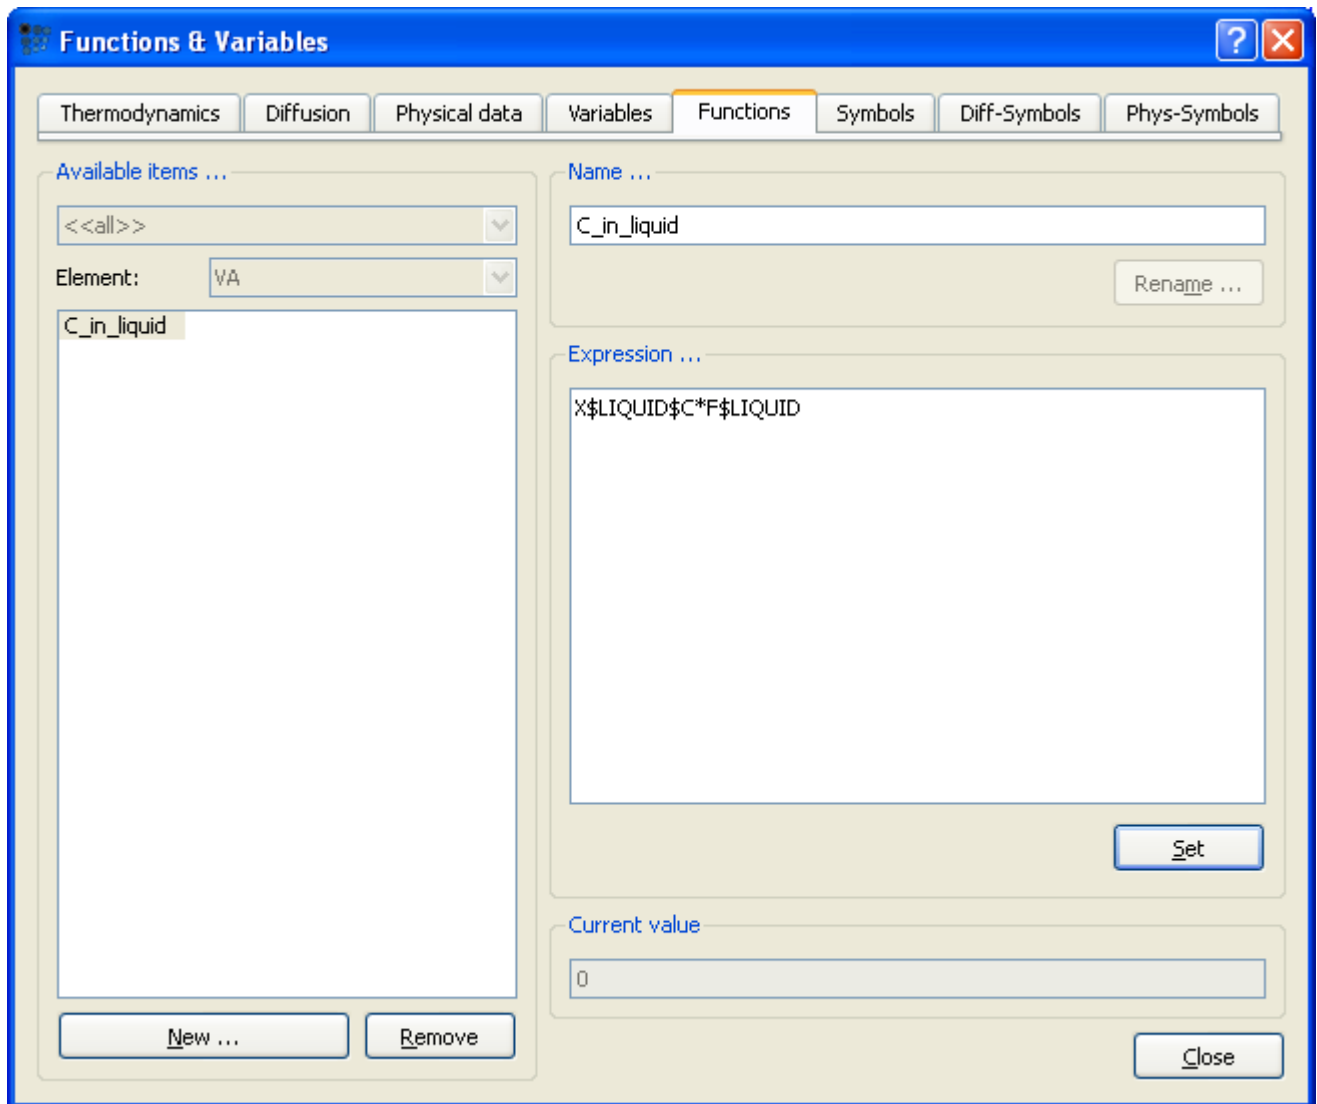 Functions & Variables
Thermodynamics Diffusion Physical data Variables Functions Symbols Diff-Symbols Phys-Symbols
Available items ...
<<all>>
Element: VA
C_in_liquid
New ... Remove
Name ...
C_in_liquid
Rename ...
Expression ...
X$LIQUID$C*F$LIQUID
Set
Current value
0
Close